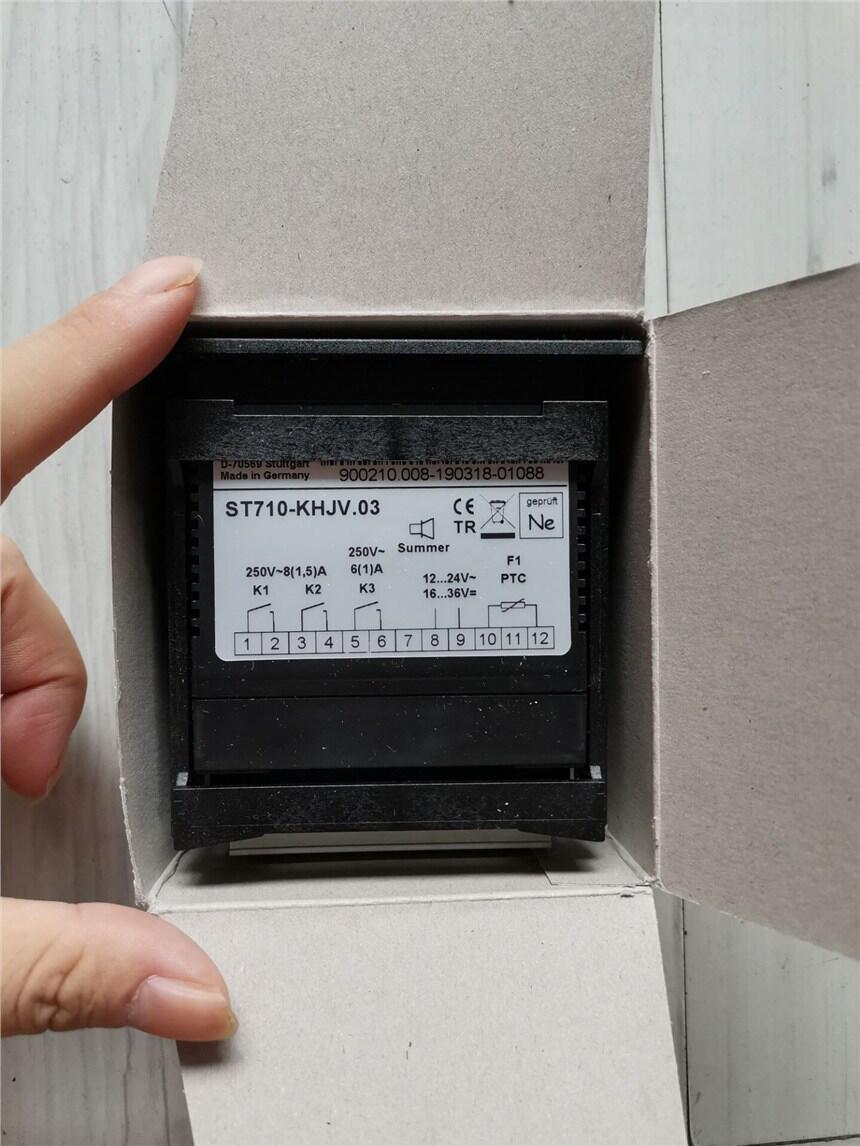 D-70569 Stuttgart
Made in Germany
900210.008-190318-01088
ST710-KHJV.03
CE
TR
geprüft
Ne
Summer
250V~8(1,5)A
250V~
6(1)A
12...24V~
16...36V=
F1
PTC
K1 K2 K3
1 2 3 4 5 6 7 8 9 10 11 12